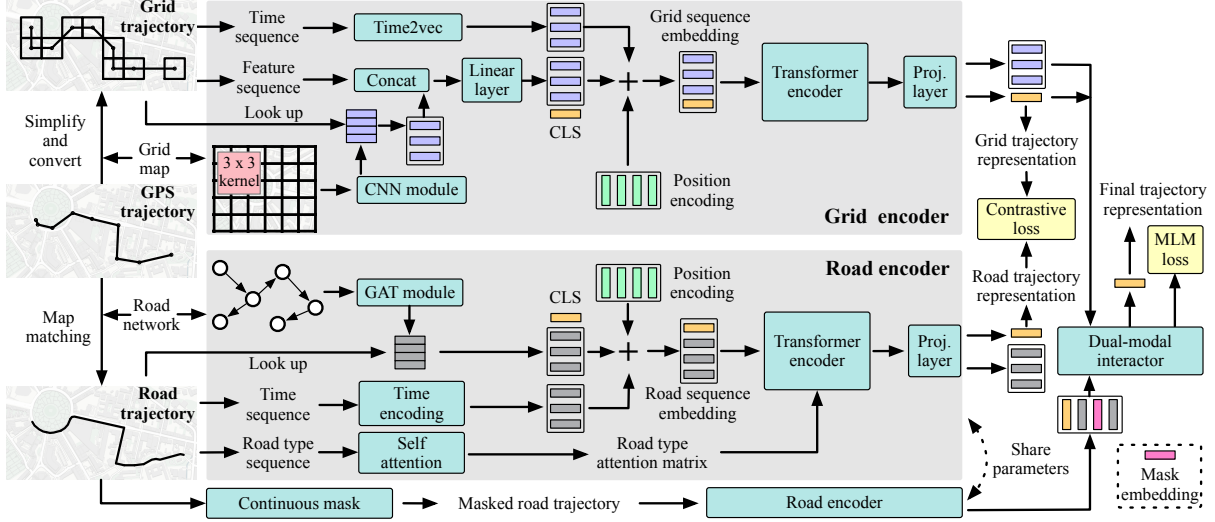 Grid
trajectory
Time
sequence
Time2vec
Grid sequence
embedding
Feature
sequence
Concat
Linear
layer
Transformer
encoder
Proj.
layer
Look up
CLS
Simplify
and
convert
Grid
map
3 x 3
kernel
CNN module
Position
encoding
Grid encoder
Grid trajectory
representation
GPS
trajectory
Contrastive
loss
Final trajectory
representation
MLM
loss
Road encoder
Map
matching
Road
network
GAT module
CLS
Position
encoding
Road trajectory
representation
Look up
Transformer
encoder
Proj.
layer
Dual-modal
interactor
Road
trajectory
Time
sequence
Time
encoding
Road sequence
embedding
Road type
sequence
Self
attention
Road type
attention matrix
Share
parameters
Mask
embedding
Continuous mask
Masked road trajectory
Road encoder